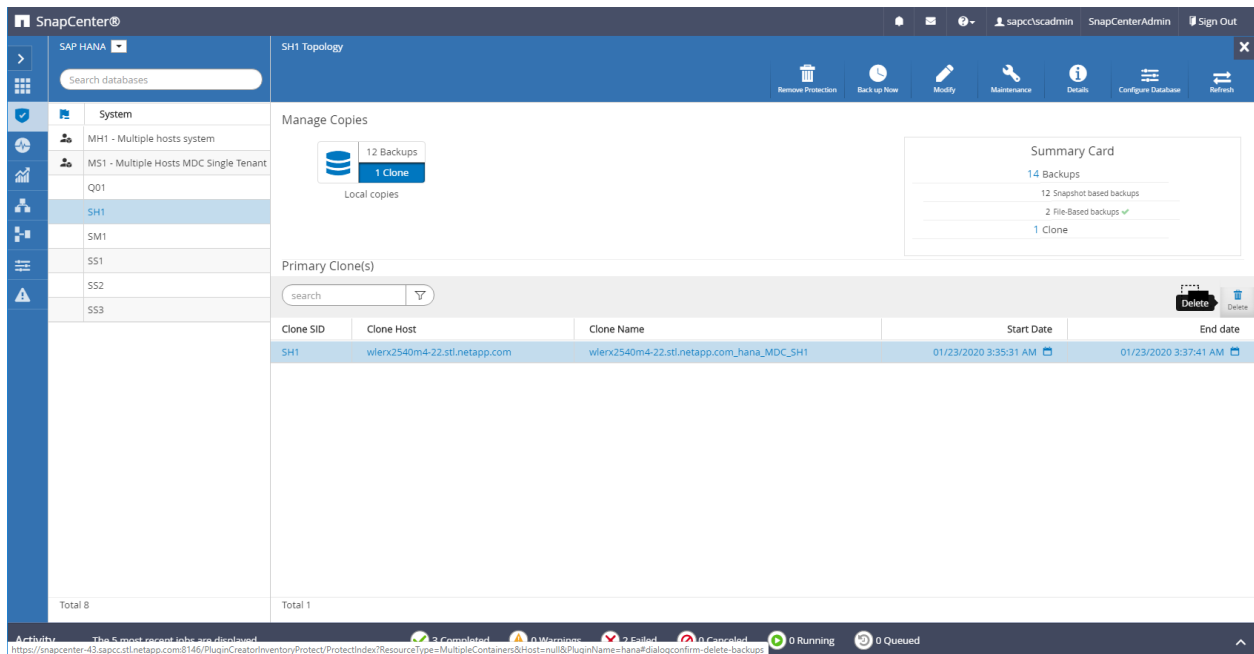 SnapCenter®
sapcc\scadmin SnapCenterAdmin Sign Out
SAP HANA
SH1 Topology
Search databases
Remove Protection Back up Now Modify Maintenance Details Configure Database Refresh
System
MH1 - Multiple hosts system
MS1 - Multiple Hosts MDC Single Tenant
Q01
SH1
SM1
SS1
SS2
SS3
Total 8
Manage Copies
12 Backups
1 Clone
Local copies
Summary Card
14 Backups
12 Snapshot based backups
2 File-Based backups
1 Clone
Primary Clone(s)
search
Delete
Delete
Clone SID Clone Host Clone Name Start Date End date
SH1 wlerx2540m4-22.stl.netapp.com wlerx2540m4-22.stl.netapp.com_hana_MDC_SH1 01/23/2020 3:35:31 AM 01/23/2020 3:37:41 AM
Total 1
Activity The 5 most recent jobs are displayed 3 Completed 0 Warnings 2 Failed 0 Canceled 0 Running 0 Queued
https://snapcenter-43.sapcc.stl.netapp.com:8146/PluginCreatorInventoryProtect/ProtectIndex?ResourceType=MultipleContainers&Host=null&PluginName=hana#dialogconfirm-delete-backups